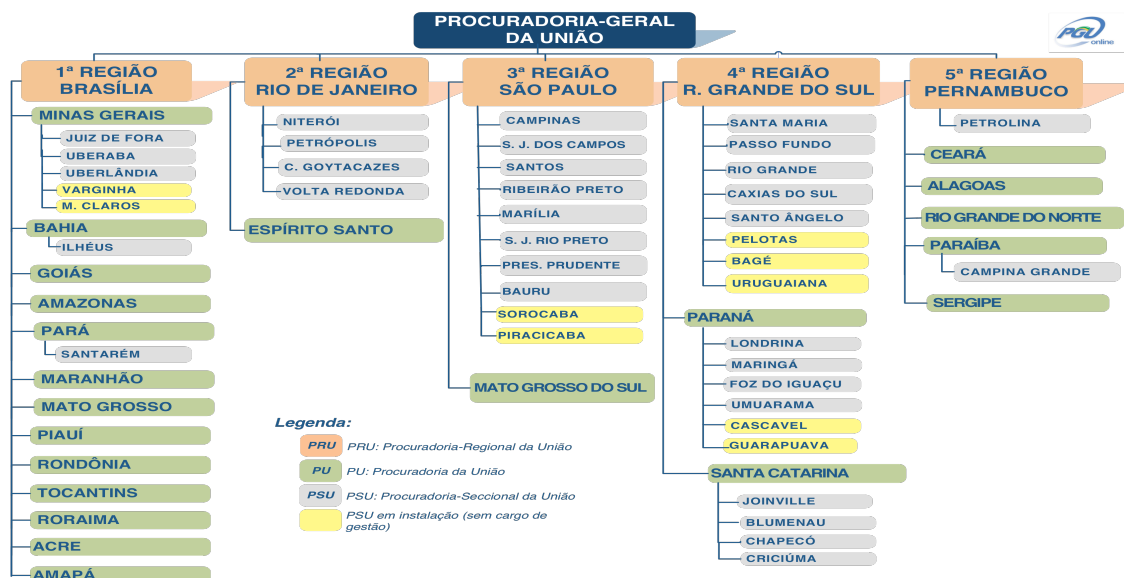 PROCURADORIA-GERAL
DA UNIÃO
PGU
online
1ª REGIÃO
BRASÍLIA
MINAS GERAIS
JUIZ DE FORA
UBERABA
UBERLÂNDIA
VARGINHA
M. CLAROS
BAHIA
ILHÉUS
GOIÁS
AMAZONAS
PARÁ
SANTARÉM
MARANHÃO
MATO GROSSO
PIAUÍ
RONDÔNIA
TOCANTINS
RORAIMA
ACRE
AMAPÁ
2ª REGIÃO
RIO DE JANEIRO
NITERÓI
PETRÓPOLIS
C. GOYTACAZES
VOLTA REDONDA
ESPÍRITO SANTO
3ª REGIÃO
SÃO PAULO
CAMPINAS
S. J. DOS CAMPOS
SANTOS
RIBEIRÃO PRETO
MARÍLIA
S. J. RIO PRETO
PRES. PRUDENTE
BAURU
SOROCABA
PIRACICABA
MATO GROSSO DO SUL
4ª REGIÃO
R. GRANDE DO SUL
SANTA MARIA
PASSO FUNDO
RIO GRANDE
CAXIAS DO SUL
SANTO ÂNGELO
PELOTAS
BAGÉ
URUGUAIANA
PARANÁ
LONDRINA
MARINGÁ
FOZ DO IGUAÇU
UMUARAMA
CASCAVEL
GUARAPUAVA
SANTA CATARINA
JOINVILLE
BLUMENAU
CHAPECÓ
CRICIÚMA
5ª REGIÃO
PERNAMBUCO
PETROLINA
CEARÁ
ALAGOAS
RIO GRANDE DO NORTE
PARAÍBA
CAMPINA GRANDE
SERGIPE
Legenda:
PRU PRU: Procuradoria-Regional da União
PU PU: Procuradoria da União
PSU PSU: Procuradoria-Seccional da União
PSU em instalação (sem cargo de
gestão)